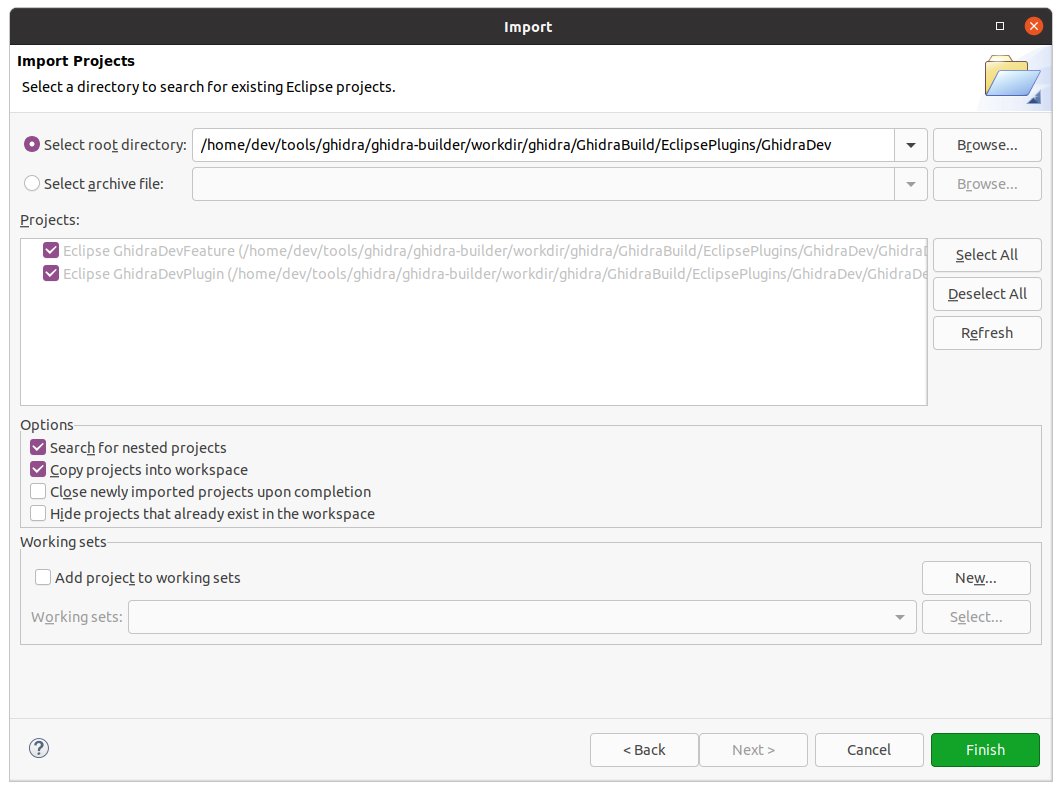 Import
Import Projects
Select a directory to search for existing Eclipse projects.
Select root directory: /home/dev/tools/ghidra/ghidra-builder/workdir/ghidra/GhidraBuild/EclipsePlugins/GhidraDev Browse...
Select archive file: Browse...
Projects:
Eclipse GhidraDevFeature (/home/dev/tools/ghidra/ghidra-builder/workdir/ghidra/GhidraBuild/EclipsePlugins/GhidraDev/GhidraD
Eclipse GhidraDevPlugin (/home/dev/tools/ghidra/ghidra-builder/workdir/ghidra/GhidraBuild/EclipsePlugins/GhidraDev/GhidraDe
Select All
Deselect All
Refresh
Options
Search for nested projects
Copy projects into workspace
Close newly imported projects upon completion
Hide projects that already exist in the workspace
Working sets
Add project to working sets New...
Working sets: Select...
? < Back Next > Cancel Finish